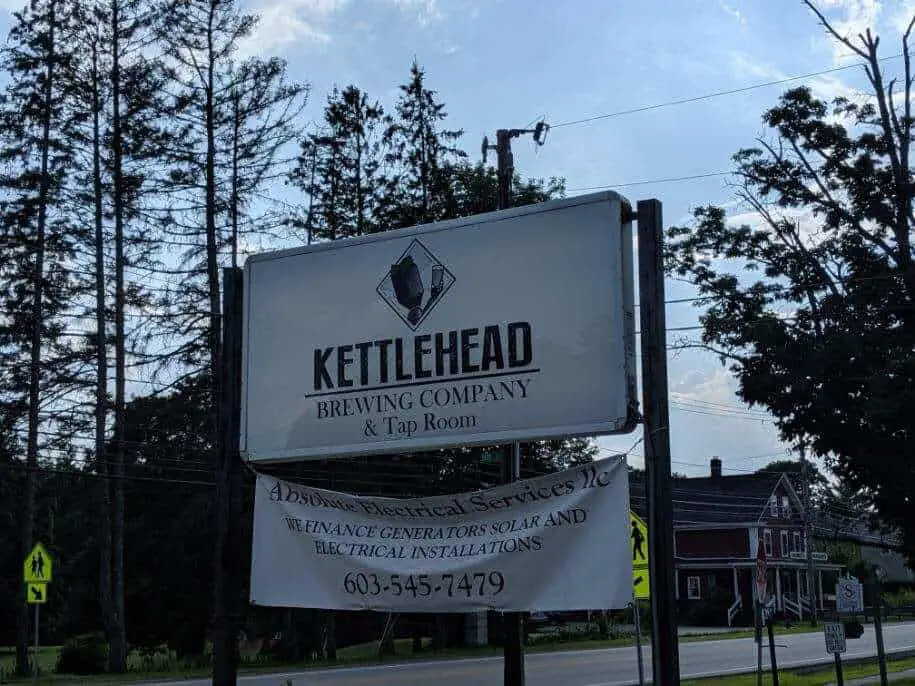 KETTLEHEAD
BREWING COMPANY
& Tap Room
Absolute Electrical Services llc
WE FINANCE GENERATORS SOLAR AND
ELECTRICAL INSTALLATIONS
603-545-7479
S